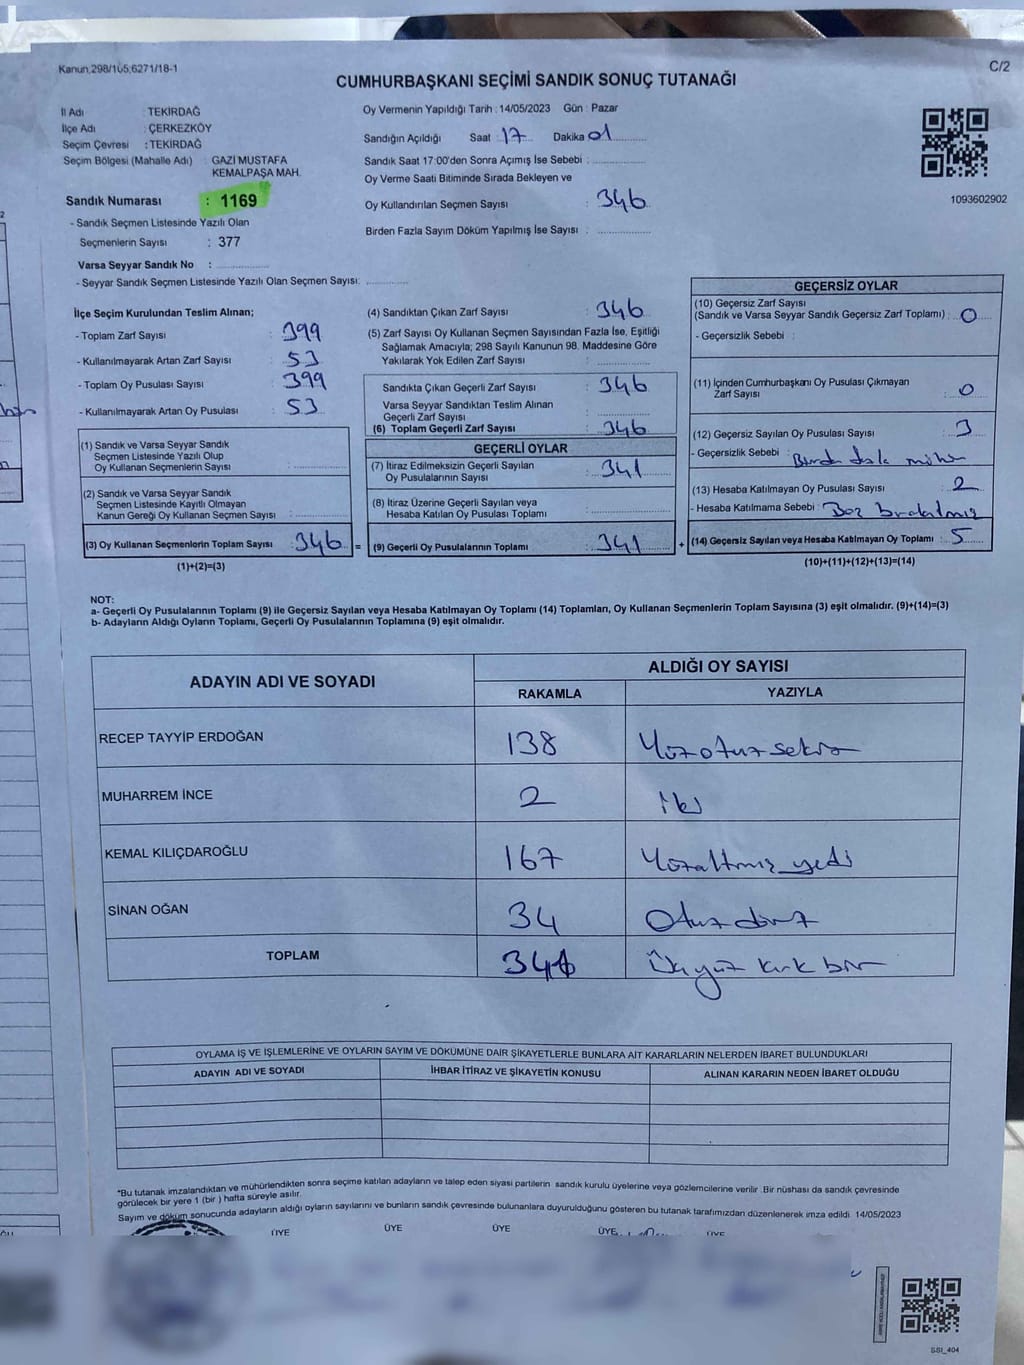 Kanun,298/105,6271/18-1
C/2
CUMHURBAŞKANI SEÇİMİ SANDIK SONUÇ TUTANAĞI
İl Adı : TEKİRDAĞ
İlçe Adı : ÇERKEZKÖY
Seçim Çevresi : TEKİRDAĞ
Seçim Bölgesi (Mahalle Adı) : GAZİ MUSTAFA
KEMALPAŞA MAH.
Sandık Numarası : 1169
- Sandık Seçmen Listesinde Yazılı Olan
Seçmenlerin Sayısı : 377
Varsa Seyyar Sandık No :
- Seyyar Sandık Seçmen Listesinde Yazılı Olan Seçmen Sayısı:
Oy Vermenin Yapıldığı Tarih : 14/05/2023 Gün : Pazar
Sandığın Açıldığı Saat 17 Dakika 01
Sandık Saat 17:00'den Sonra Açımış İse Sebebi :
Oy Verme Saati Bitiminde Sırada Bekleyen ve
Oy Kullandırılan Seçmen Sayısı : 346
Birden Fazla Sayım Döküm Yapılmış İse Sayısı :
1093602902
İlçe Seçim Kurulundan Teslim Alınan;
- Toplam Zarf Sayısı : 399
- Kullanılmayarak Artan Zarf Sayısı : 53
- Toplam Oy Pusulası Sayısı : 399
- Kullanılmayarak Artan Oy Pusulası : 53
(1) Sandık ve Varsa Seyyar Sandık
Seçmen Listesinde Yazılı Olup
Oy Kullanan Seçmenlerin Sayısı :
(2) Sandık ve Varsa Seyyar Sandık
Seçmen Listesinde Kayıtlı Olmayan
Kanun Gereği Oy Kullanan Seçmen Sayısı :
(3) Oy Kullanan Seçmenlerin Toplam Sayısı 346 =
(1)+(2)=(3)
(4) Sandıktan Çıkan Zarf Sayısı : 346
(5) Zarf Sayısı Oy Kullanan Seçmen Sayısından Fazla İse, Eşitliği
Sağlamak Amacıyla; 298 Sayılı Kanunun 98. Maddesine Göre
Yakılarak Yok Edilen Zarf Sayısı :
Sandıkta Çıkan Geçerli Zarf Sayısı : 346
Varsa Seyyar Sandıktan Teslim Alınan
Geçerli Zarf Sayısı :
(6) Toplam Geçerli Zarf Sayısı : 346
GEÇERLİ OYLAR
(7) İtiraz Edilmeksizin Geçerli Sayılan
Oy Pusulalarının Sayısı : 341
(8) İtiraz Üzerine Geçerli Sayılan veya
Hesaba Katılan Oy Pusulası Toplamı :
(9) Geçerli Oy Pusulalarının Toplamı : 341 +
GEÇERSİZ OYLAR
(10) Geçersiz Zarf Sayısı
(Sandık ve Varsa Seyyar Sandık Geçersiz Zarf Toplamı) : 0
- Geçersizlik Sebebi :
(11) İçinden Cumhurbaşkanı Oy Pusulası Çıkmayan
Zarf Sayısı : 0
(12) Geçersiz Sayılan Oy Pusulası Sayısı : 3
- Geçersizlik Sebebi :
(13) Hesaba Katılmayan Oy Pusulası Sayısı : 2
- Hesaba Katılmama Sebebi : Boş bırakılmış
(14) Geçersiz Sayılan veya Hesaba Katılmayan Oy Toplamı : 5
(10)+(11)+(12)+(13)=(14)
NOT:
a- Geçerli Oy Pusulalarının Toplamı (9) ile Geçersiz Sayılan veya Hesaba Katılmayan Oy Toplamı (14) Toplamları, Oy Kullanan Seçmenlerin Toplam Sayısına (3) eşit olmalıdır. (9)+(14)=(3)
b- Adayların Aldığı Oyların Toplamı, Geçerli Oy Pusulalarının Toplamına (9) eşit olmalıdır.
ADAYIN ADI VE SOYADI
ALDIĞI OY SAYISI
RAKAMLA YAZIYLA
RECEP TAYYİP ERDOĞAN 138 Yüzotuzsekiz
MUHARREM İNCE 2 iki
KEMAL KILIÇDAROĞLU 167 Yüzaltmış yedi
SİNAN OĞAN 34 Otuz dört
TOPLAM 341 Üçyüz kırk bir
OYLAMA İŞ VE İŞLEMLERİNE VE OYLARIN SAYIM VE DÖKÜMÜNE DAİR ŞİKAYETLERLE BUNLARA AİT KARARLARIN NELERDEN İBARET BULUNDUKLARI
ADAYIN ADI VE SOYADI İHBAR İTİRAZ VE ŞİKAYETİN KONUSU ALINAN KARARIN NEDEN İBARET OLDUĞU
*Bu tutanak imzalandıktan ve mühürlendikten sonra seçime katılan adayların ve talep eden siyasi partilerin sandık kurulu üyelerine veya gözlemcilerine verilir. Bir nüshası da sandık çevresinde
görülecek bir yere 1 (bir ) hafta süreyle asılır.
Sayım ve döküm sonucunda adayların aldığı oyların sayılarını ve bunların sandık çevresinde bulunanlara duyurulduğunu gösteren bu tutanak tarafımızdan düzenlenerek imza edildi. 14/05/2023
ÜYE ÜYE ÜYE ÜYE ÜYE
SSI_404